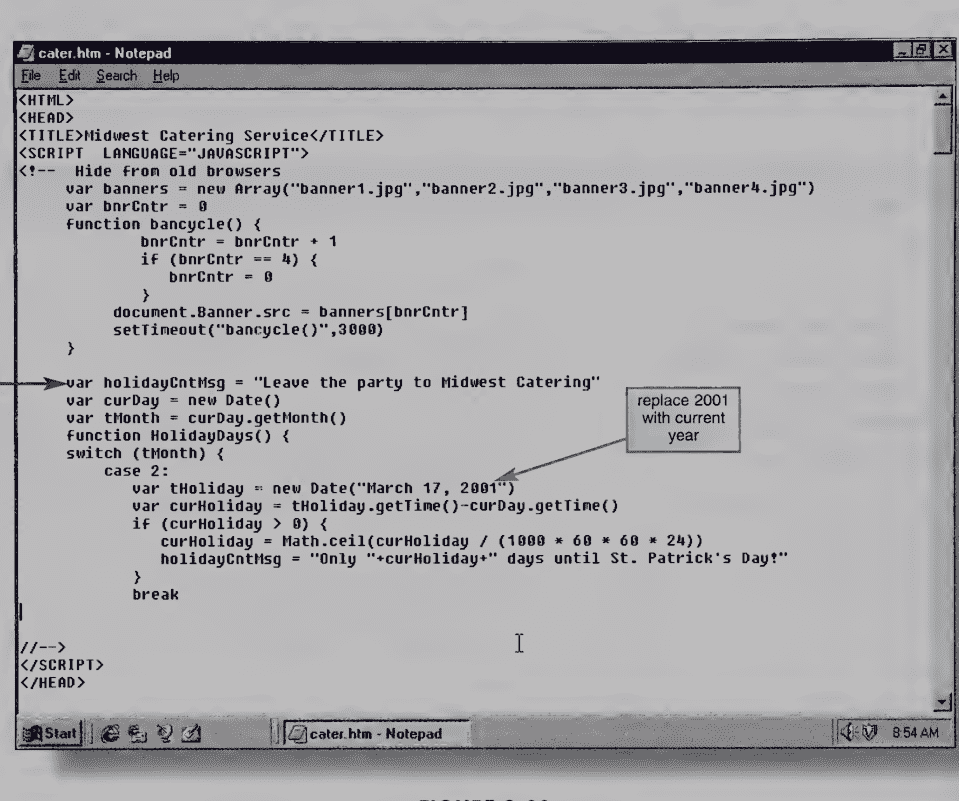 cater.htm - Notepad
File Edit Search Help
<HTML>
<HEAD>
<TITLE>Midwest Catering Service</TITLE>
<SCRIPT LANGUAGE="JAVASCRIPT">
<!-- Hide from old browsers
var banners = new Array("banner1.jpg","banner2.jpg","banner3.jpg","banner4.jpg")
var bnrCntr = 0
function bancycle() {
bnrCntr = bnrCntr + 1
if (bnrCntr == 4) {
bnrCntr = 0
}
document.Banner.src = banners[bnrCntr]
setTimeout("bancycle()",3000)
}
var holidayCntMsg = "Leave the party to Midwest Catering"
var curDay = new Date()
var tMonth = curDay.getMonth()
function HolidayDays() {
switch (tMonth) {
case 2:
var tHoliday = new Date("March 17, 2001")
var curHoliday = tHoliday.getTime()-curDay.getTime()
if (curHoliday > 0) {
curHoliday = Math.ceil(curHoliday / (1000 * 60 * 60 * 24))
holidayCntMsg = "Only "+curHoliday+" days until St. Patrick's Day!"
}
break
replace 2001
with current
year
//-->
</SCRIPT>
</HEAD>
Start
cater.htm - Notepad
8:54 AM